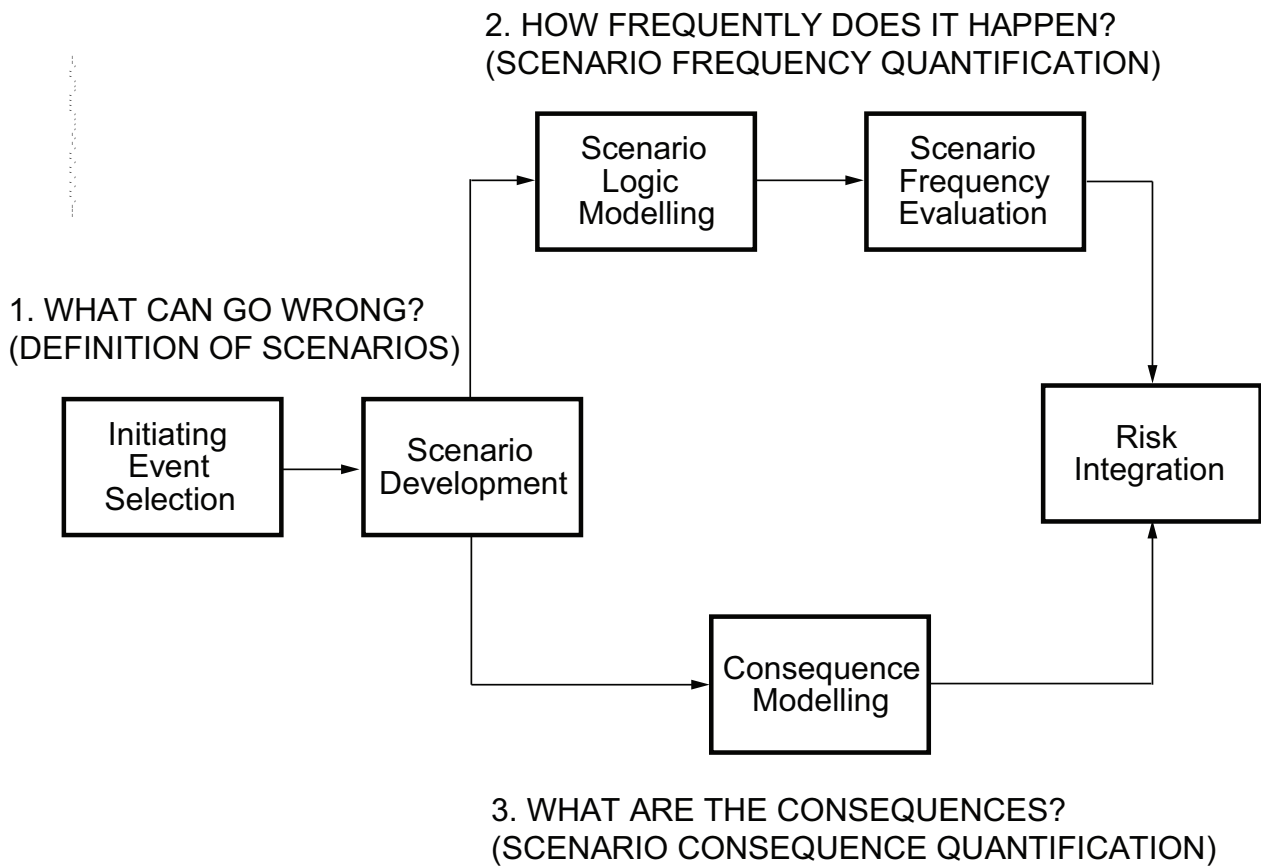 2. HOW FREQUENTLY DOES IT HAPPEN?
(SCENARIO FREQUENCY QUANTIFICATION)
Scenario
Logic
Modelling
Scenario
Frequency
Evaluation
1. WHAT CAN GO WRONG?
(DEFINITION OF SCENARIOS)
Initiating
Event
Selection
Scenario
Development
Risk
Integration
Consequence
Modelling
3. WHAT ARE THE CONSEQUENCES?
(SCENARIO CONSEQUENCE QUANTIFICATION)